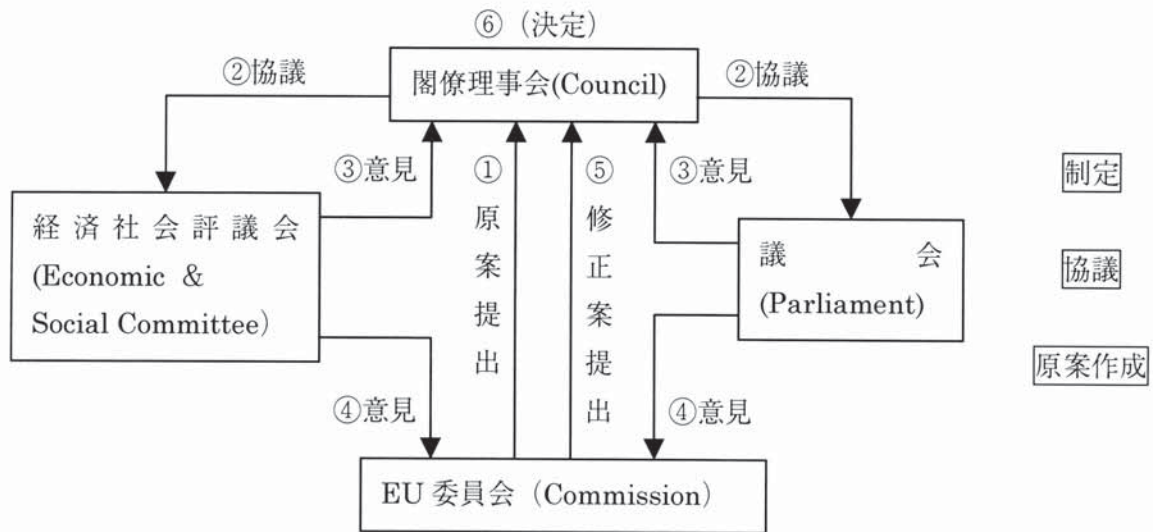 ⑥（決定）
②協議
閣僚理事会(Council)
②協議
③意見
①原案提出
⑤修正案提出
③意見
制定
経済社会評議会
(Economic &
Social Committee）
議会
(Parliament)
協議
原案作成
④意見
④意見
EU 委員会（Commission）